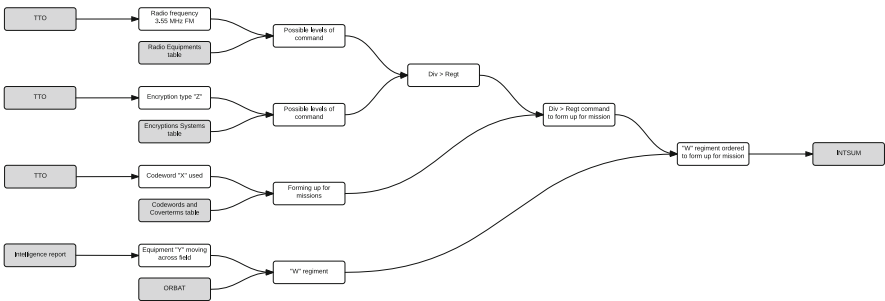 TTO
Radio frequency
3-55 MHz FM
Radio Equipments
table
Possible levels of
command
Div > Regt
TTO
Encryption type "Z"
Encryptions Systems
table
Possible levels of
command
Div > Regt command
to form up for mission
"W" regiment ordered
to form up for mission
INTSUM
TTO
Codeword "X" used
Codewords and
Coverterms table
Forming up for
missions
Intelligence report
Equipment "Y" moving
across field
ORBAT
"W" regiment